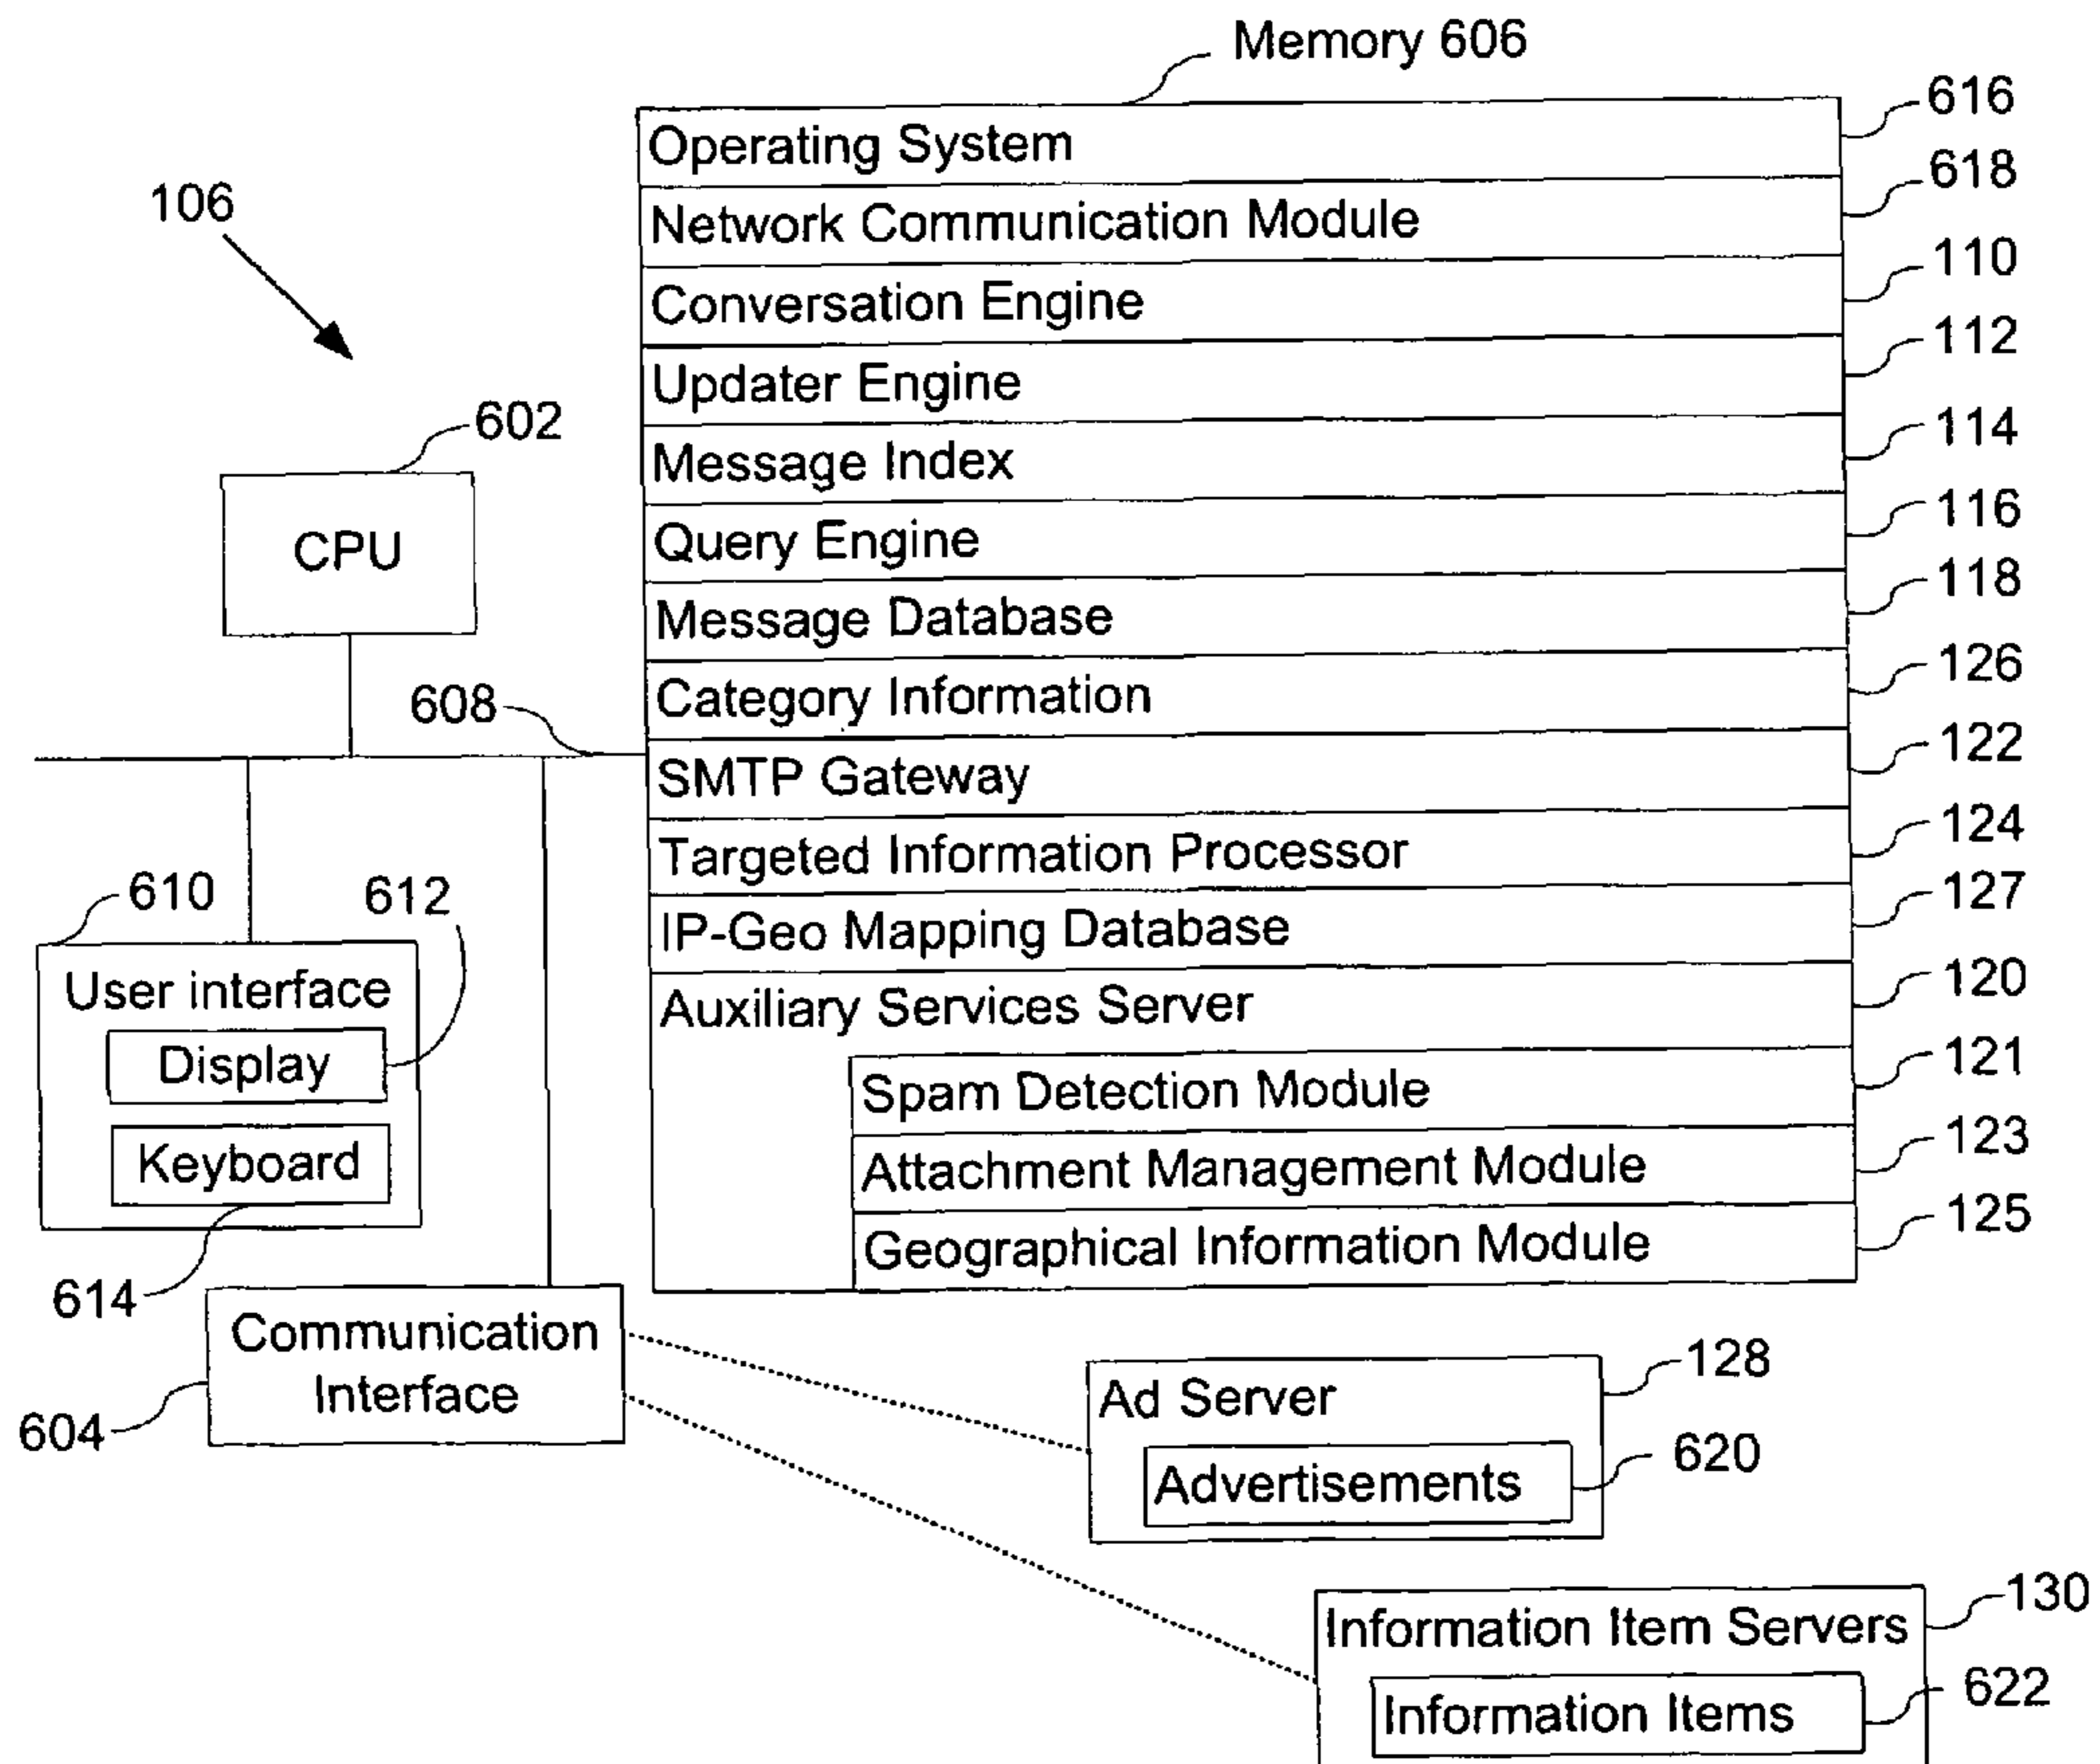 Memory 606
Operating System 616
Network Communication Module 618
Conversation Engine 110
Updater Engine 112
Message Index 114
Query Engine 116
Message Database 118
Category Information 126
SMTP Gateway 122
Targeted Information Processor 124
IP-Geo Mapping Database 127
Auxiliary Services Server 120
Spam Detection Module 121
Attachment Management Module 123
Geographical Information Module 125
106
602
CPU
608
610
612
User interface
Display
Keyboard
614
Communication
Interface
604
Ad Server 128
Advertisements 620
Information Item Servers 130
Information Items 622